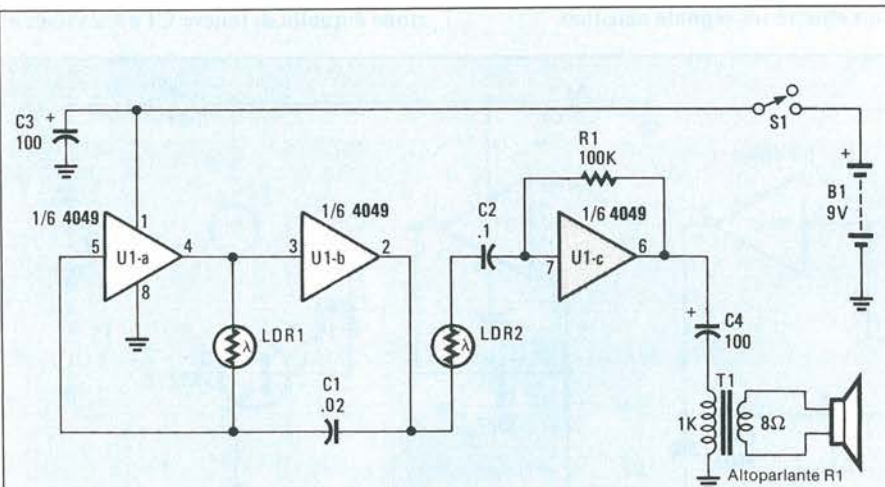 S1
C3 +
100
R1
100K
+
B1
9V
1/6 4049
1
5
U1-a
4
8
1/6 4049
3
U1-b
2
C2
.1
1/6 4049
7
U1-c
6
LDR1
λ
LDR2
λ
C1
.02
+
C4
100
T1
1K
8Ω
Altoparlante R1